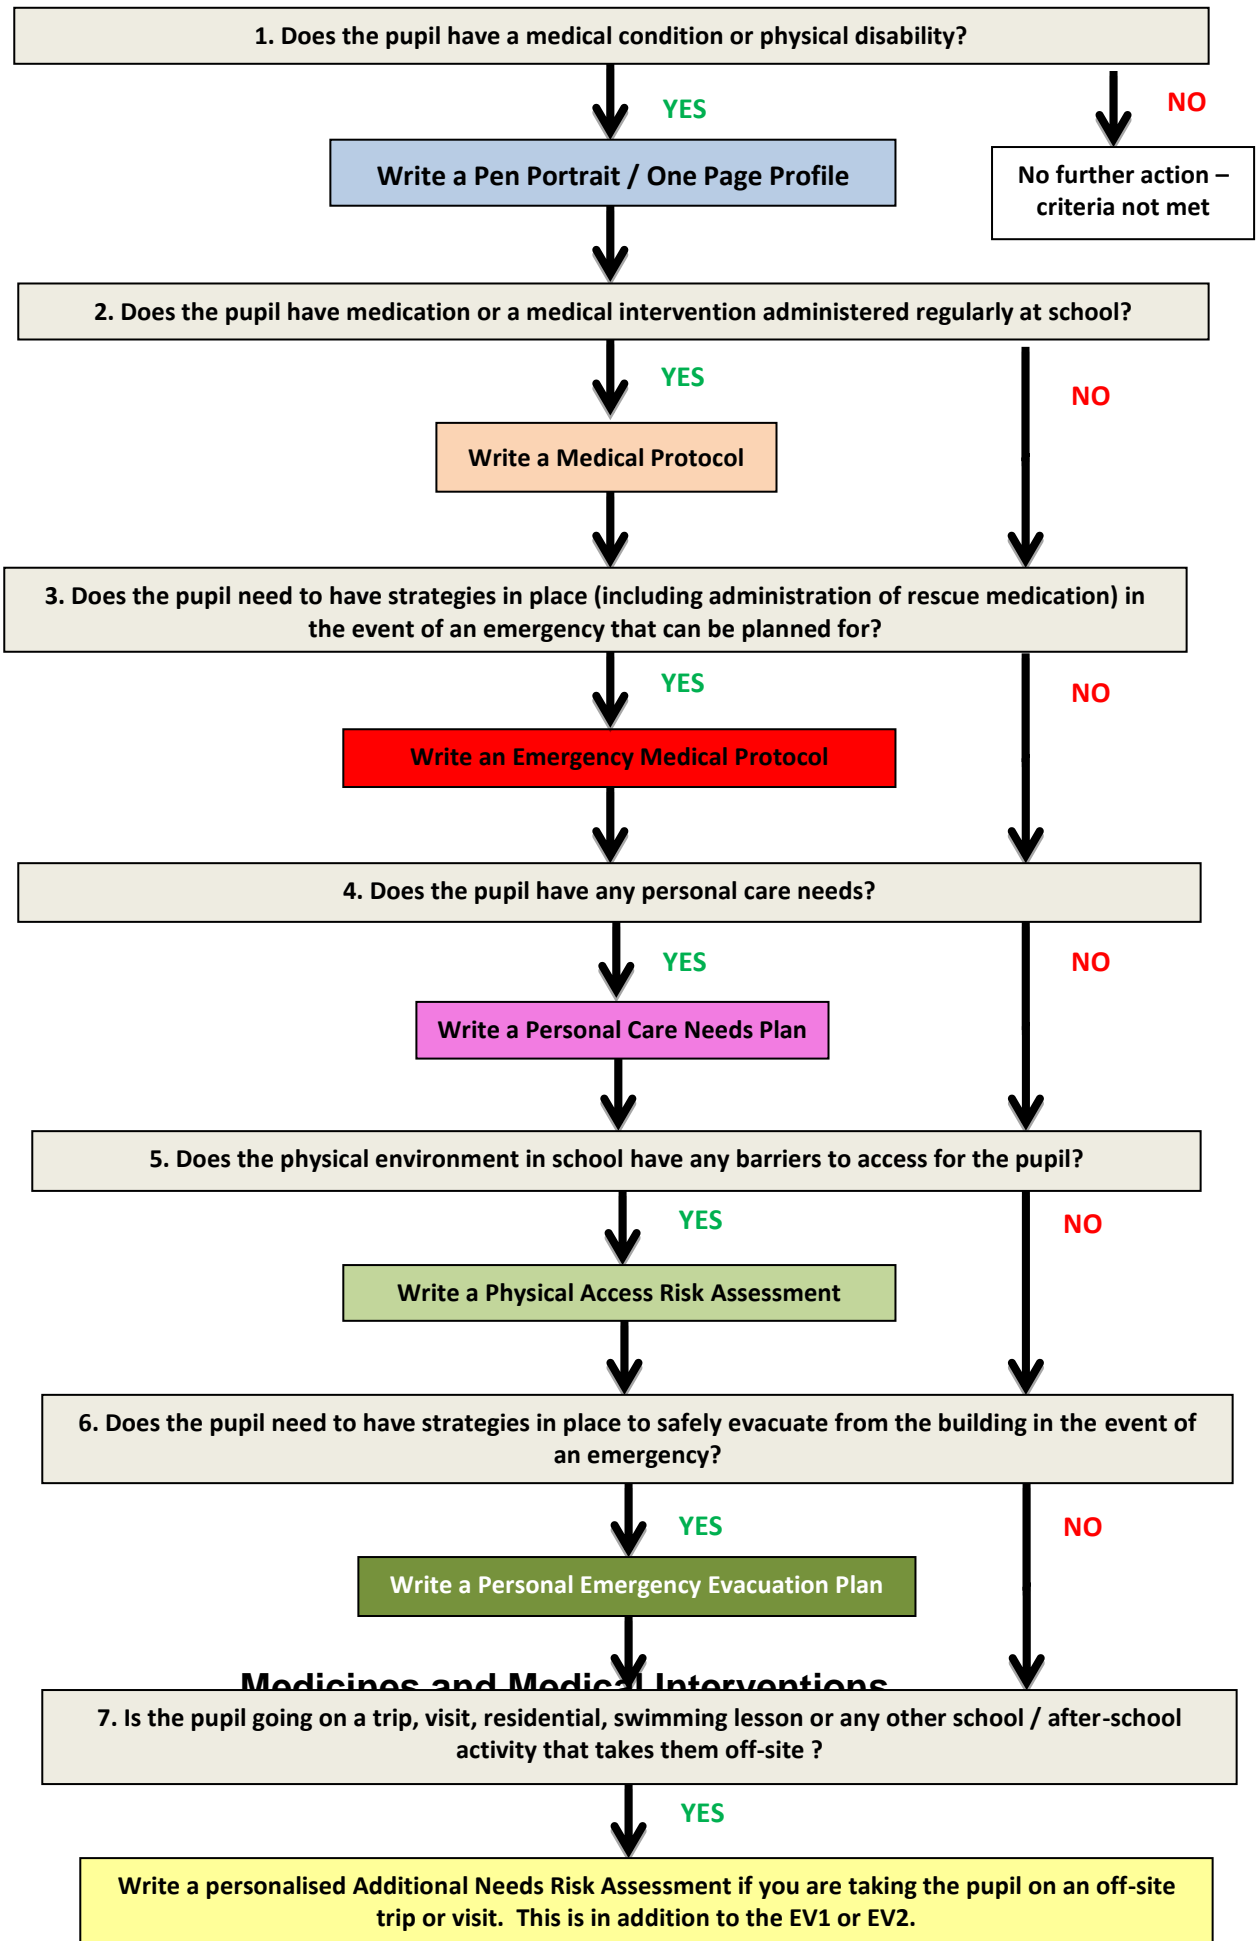 1. Does the pupil have a medical condition or physical disability?
YES
NO
Write a Pen Portrait / One Page Profile
No further action –
criteria not met
2. Does the pupil have medication or a medical intervention administered regularly at school?
YES
NO
Write a Medical Protocol
3. Does the pupil need to have strategies in place (including administration of rescue medication) in
the event of an emergency that can be planned for?
YES
NO
Write an Emergency Medical Protocol
4. Does the pupil have any personal care needs?
YES
NO
Write a Personal Care Needs Plan
5. Does the physical environment in school have any barriers to access for the pupil?
YES
NO
Write a Physical Access Risk Assessment
6. Does the pupil need to have strategies in place to safely evacuate from the building in the event of
an emergency?
YES
NO
Write a Personal Emergency Evacuation Plan
Medicines and Medical Interventions
7. Is the pupil going on a trip, visit, residential, swimming lesson or any other school / after-school
activity that takes them off-site ?
YES
Write a personalised Additional Needs Risk Assessment if you are taking the pupil on an off-site
trip or visit.  This is in addition to the EV1 or EV2.